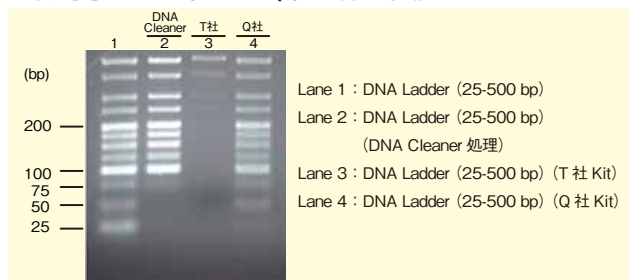 DNA
Cleaner T社 Q社
1 2 3 4
(bp)
200
100
75
50
25
Lane 1：DNA Ladder（25-500 bp）
Lane 2：DNA Ladder（25-500 bp）
（DNA Cleaner 処理）
Lane 3：DNA Ladder（25-500 bp）（T 社 Kit）
Lane 4：DNA Ladder（25-500 bp）（Q 社 Kit）